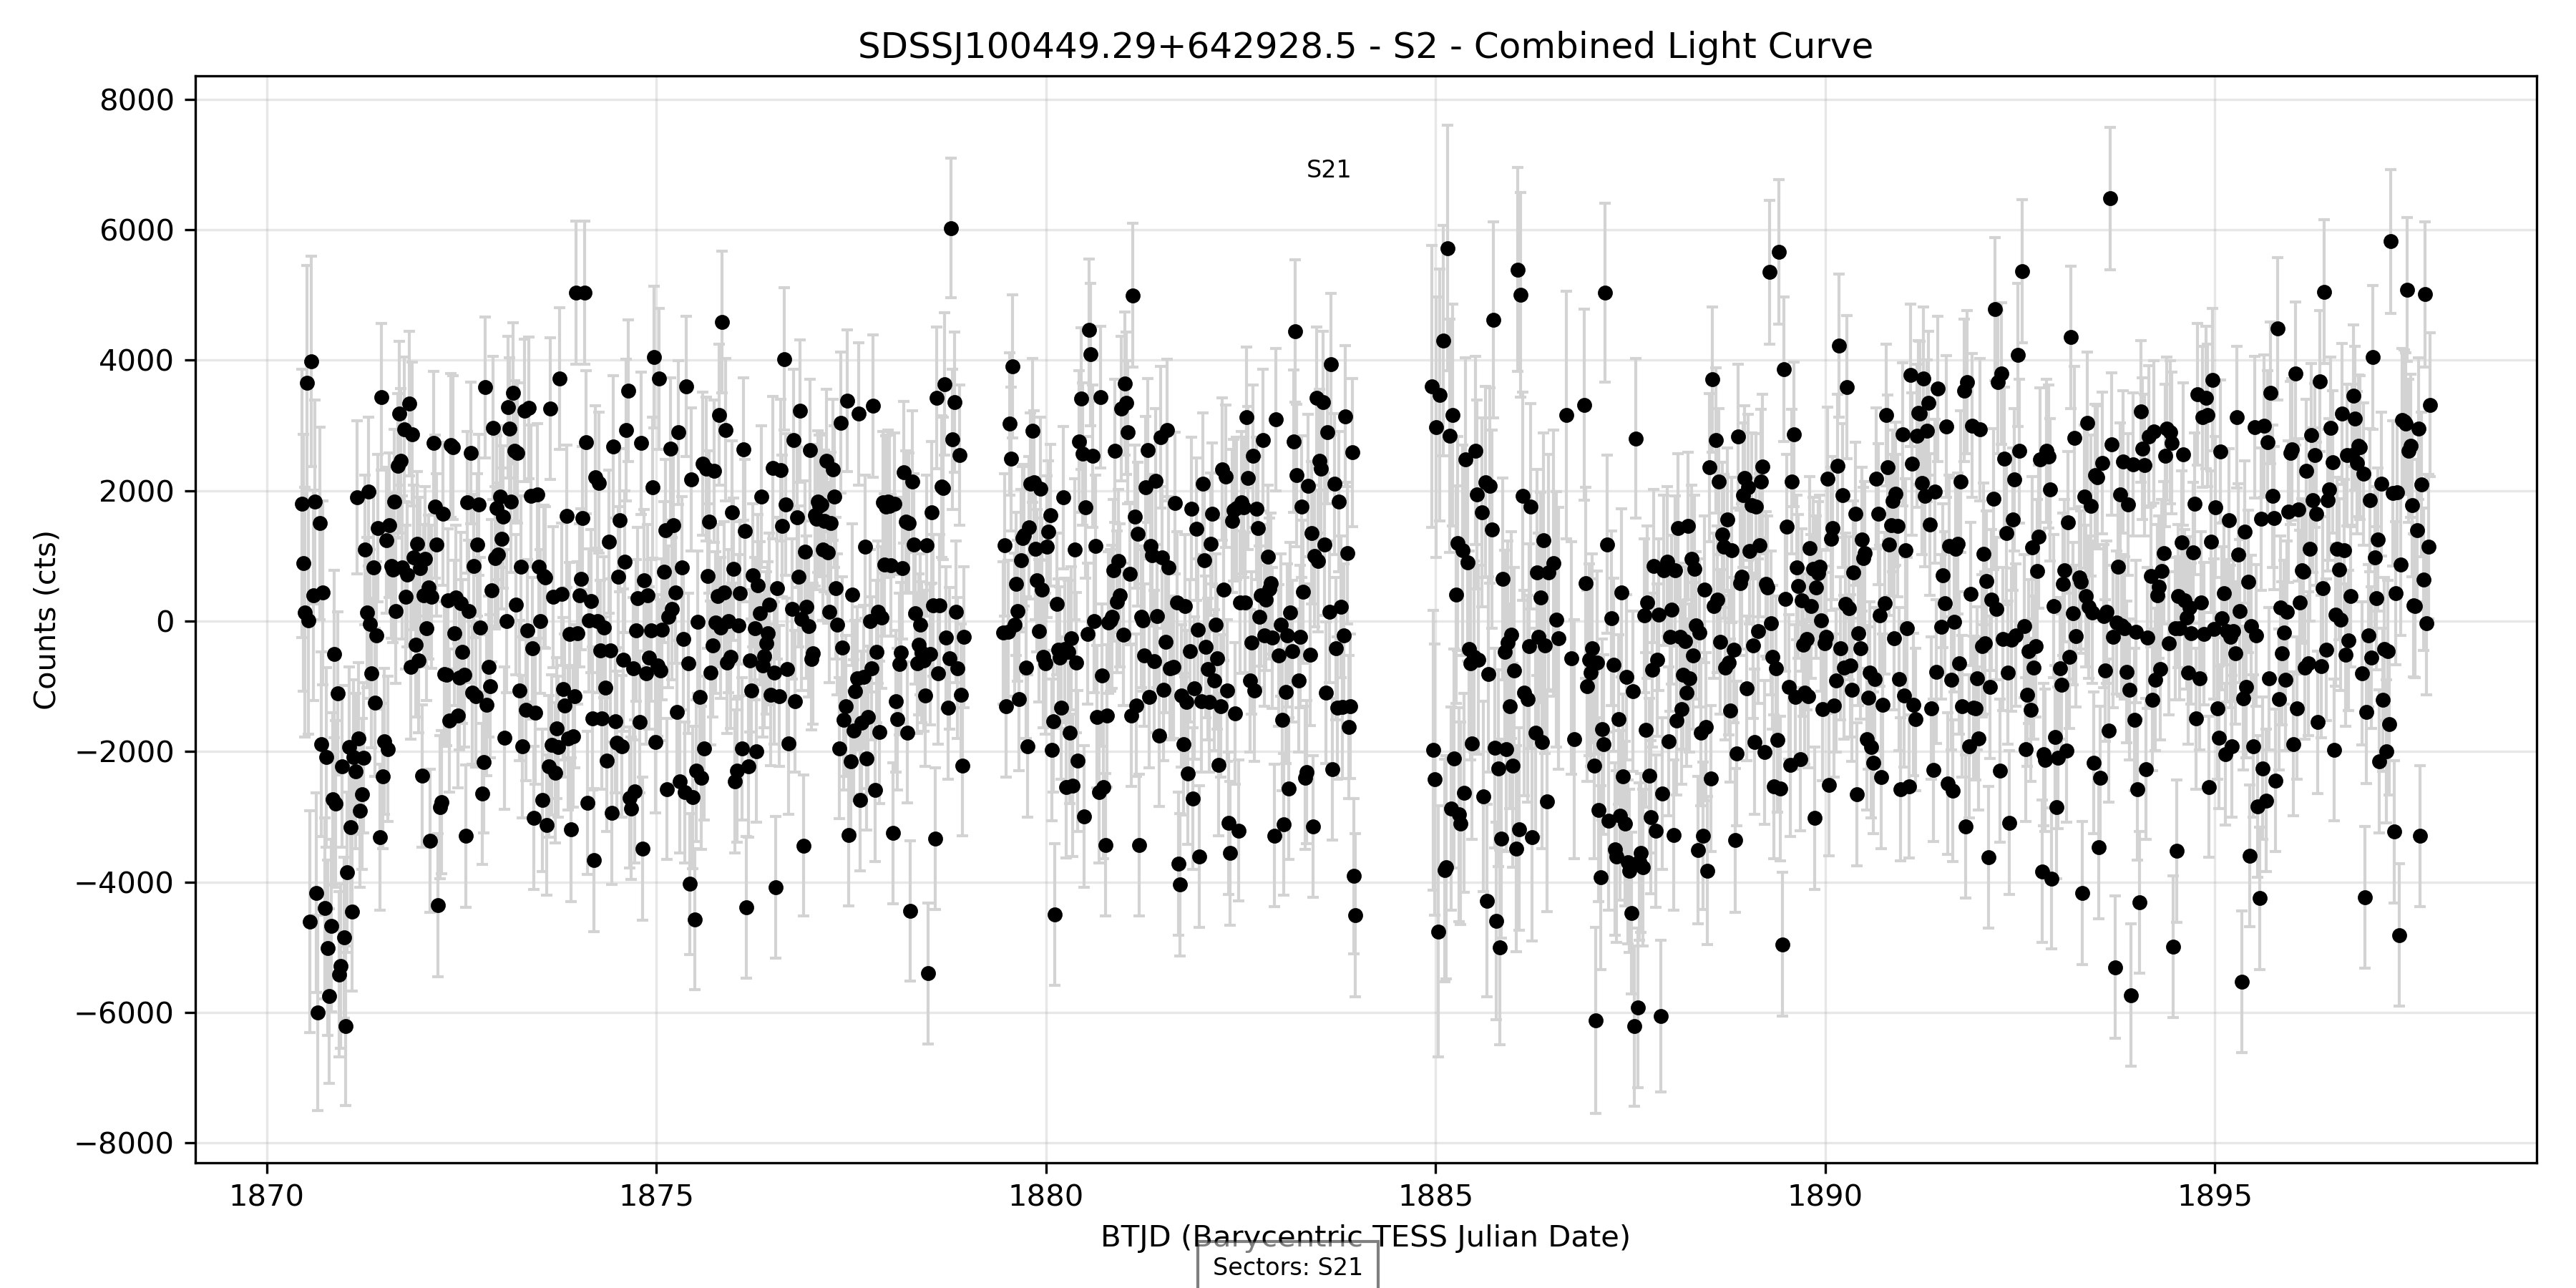 SDSSJ100449.29+642928.5 - S2 - Combined Light Curve
8000
6000
4000
2000
0
−2000
−4000
−6000
−8000
Counts (cts)
S21
1870 1875 1880 1885 1890 1895
BTJD (Barycentric TESS Julian Date)
Sectors: S21